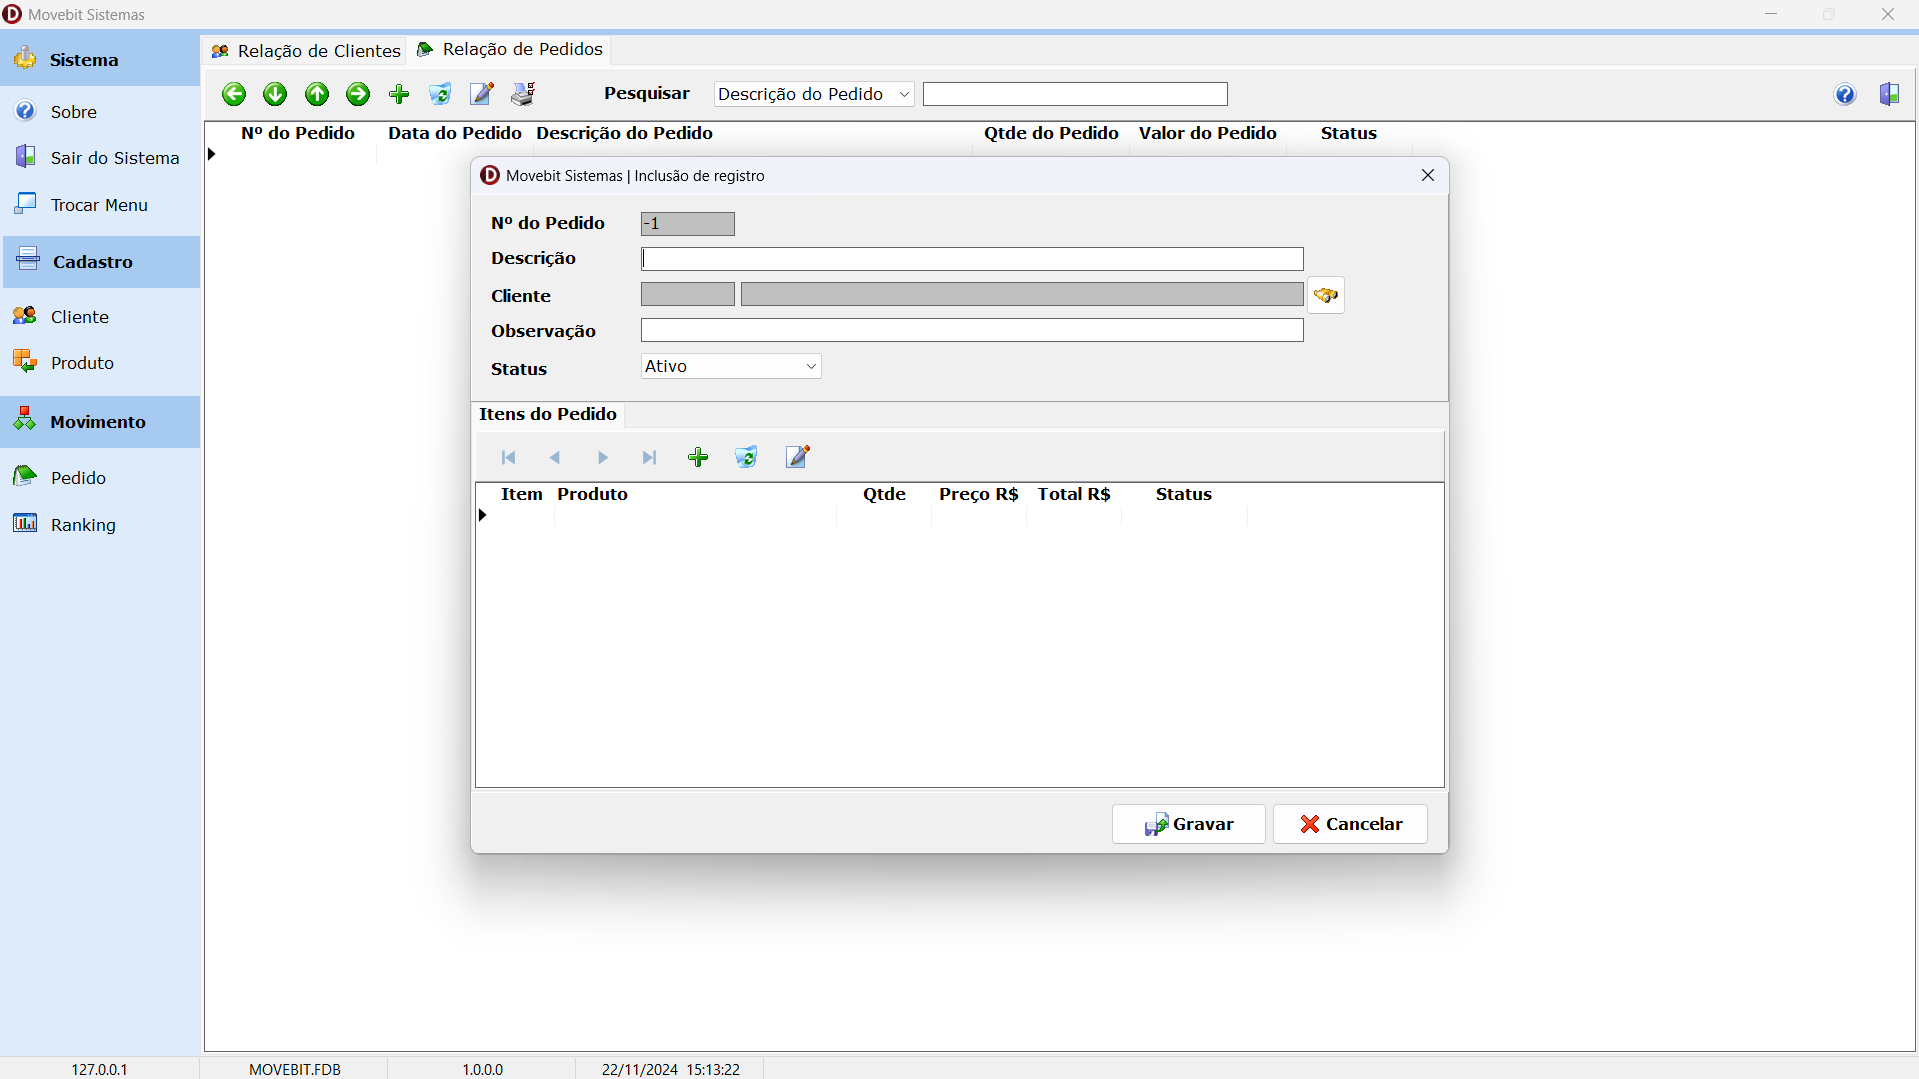 Movebit Sistemas
Sistema
Sobre
Sair do Sistema
Trocar Menu
Cadastro
Cliente
Produto
Movimento
Pedido
Ranking
Relação de Clientes
Relação de Pedidos
Pesquisar
Descrição do Pedido
Nº do Pedido Data do Pedido Descrição do Pedido Qtde do Pedido Valor do Pedido Status
Movebit Sistemas | Inclusão de registro
Nº do Pedido -1
Descrição
Cliente
Observação
Status Ativo
Itens do Pedido
Item Produto Qtde Preço R$ Total R$ Status
Gravar
Cancelar
127.0.0.1 MOVEBIT.FDB 1.0.0.0 22/11/2024 15:13:22